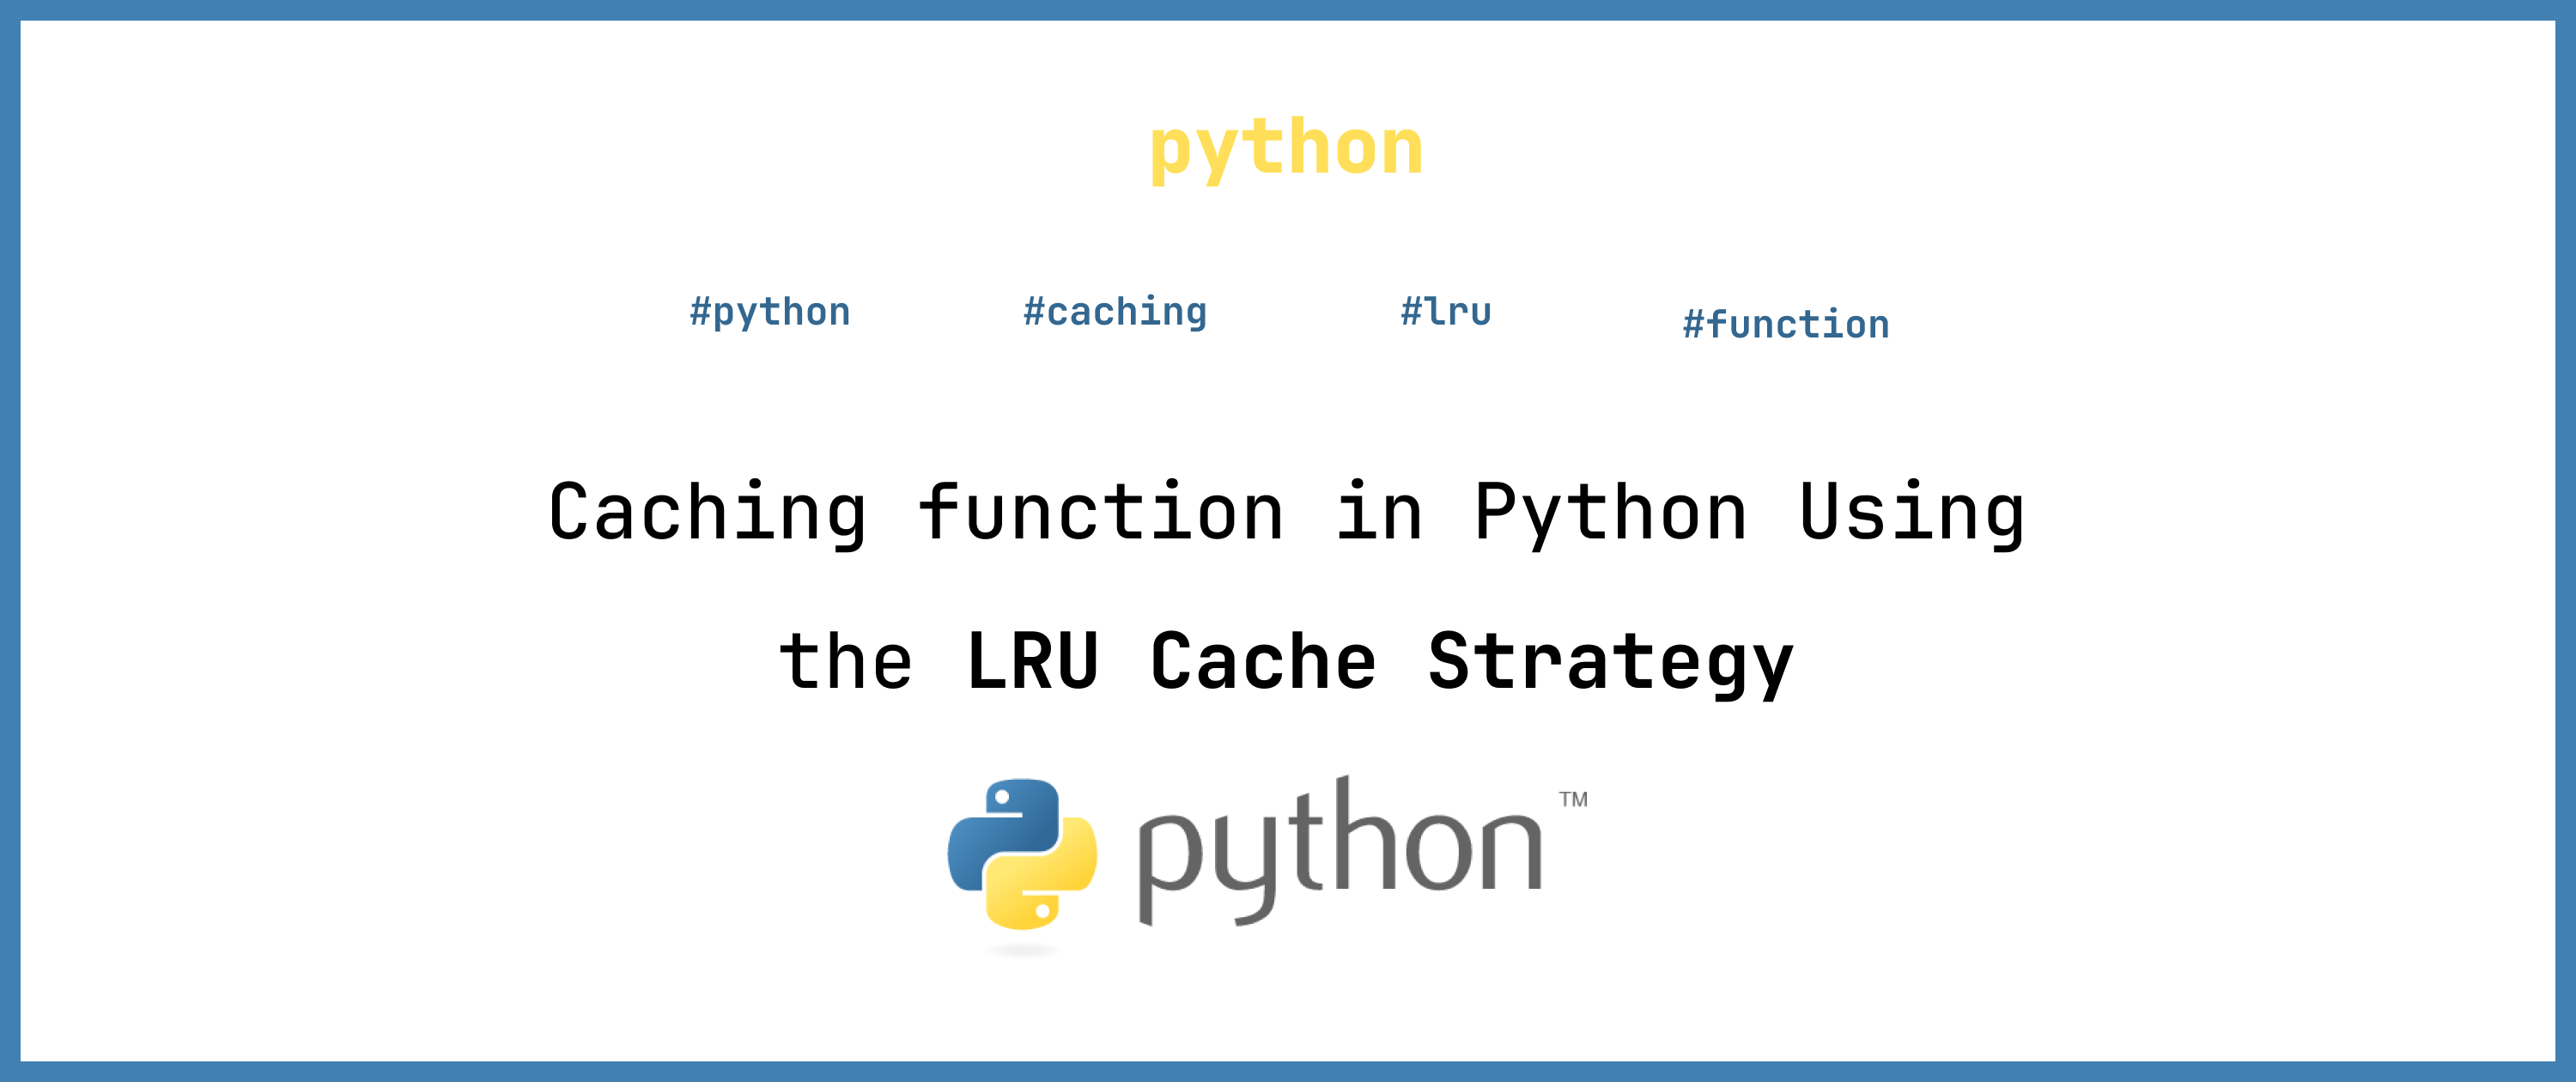 python
#python #caching #lru #function
Caching function in Python Using
the LRU Cache Strategy
python™